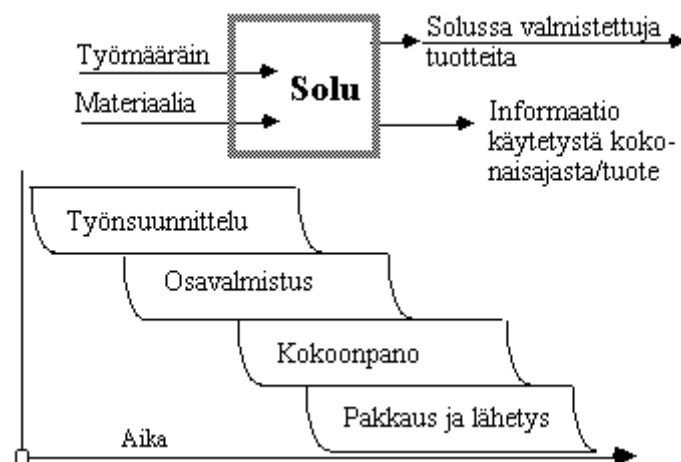 Työmääräin
Materiaalia
Solu
Solussa valmistettuja
tuotteita
Informaatio
käytetystä koko-
naisajasta/tuote
Työnsuunnittelu
Osavalmistus
Kokoonpano
Pakkaus ja lähetys
Aika